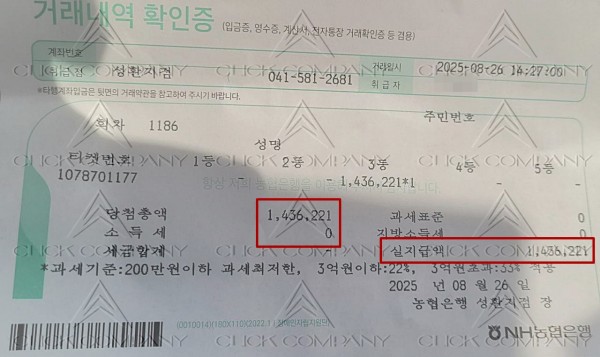 거래내역 확인증 (입금증, 영수증, 계산서, 전자통장 거래확인증 등 겸용)
계좌번호
취급점 성환지점 041-581-2681 거래일시 2025-08-26 14:27:00
취급자
*타행계좌입금은 뒷면의 거래약관을 참고하여 주시기 바랍니다.
회차 1186 성명 주민번호
티켓번호 1등 2등 3등 4등 5등
1078701177 - - 1,436,221*1 - -
당첨총액 1,436,221 과세표준 0
소득세 0 지방소득세 0
세금합계 - 실지급액 1,436,221
*과세기준:200만원이하 과세최저한, 3억원이하:22%, 3억원초과:33% 적용
2025 년 08 월 26 일
농협은행 성환지점 장
NH농협은행
CLICK COMPANY